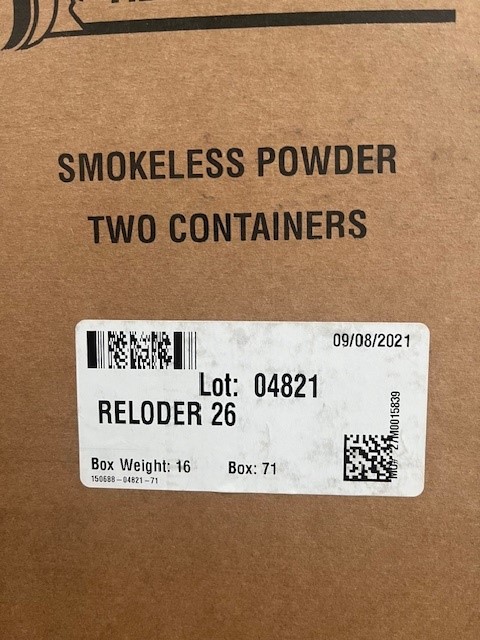 SMOKELESS POWDER
TWO CONTAINERS
09/08/2021
Lot: 04821
RELODER 26
Box Weight: 16 Box: 71
150688-04821-71
MO# 27M0015839